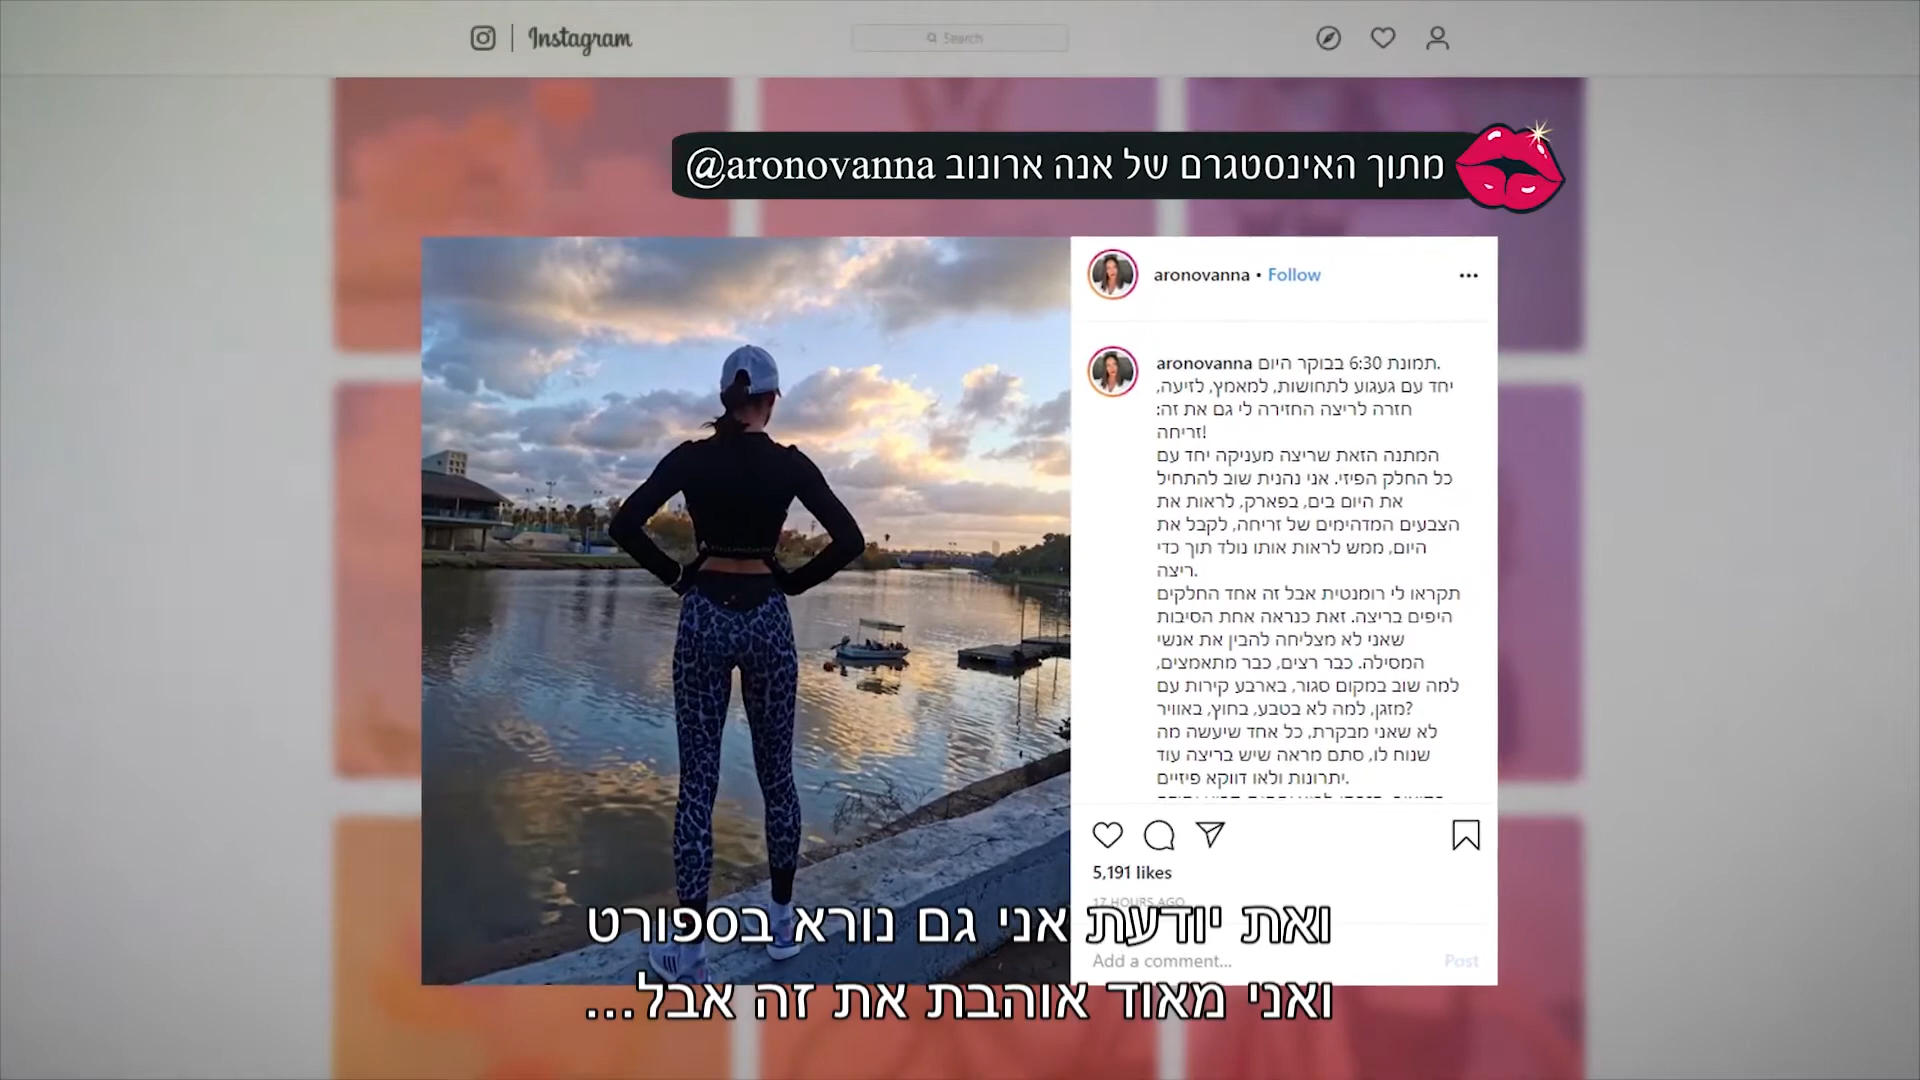 Instagram
Search
מתוך האינסטגרם של אנה ארונוב @aronovanna
aronovanna • Follow
aronovanna תמונת 6:30 בבוקר היום.
יחד עם געגוע לתחושות, למאמץ, לזיעה,
חזרה לריצה החזירה לי גם את זה:
זריחה!
המתנה הזאת שריצה מעניקה יחד עם
כל החלק הפיזי. אני נהנית שוב להתחיל
את היום בים, בפארק, לראות את
הצבעים המדהימים של זריחה, לקבל את
היום, ממש לראות אותו נולד תוך כדי
ריצה.
תקראו לי רומנטית אבל זה אחד החלקים
היפים בריצה. זאת כנראה אחת הסיבות
שאני לא מצליחה להבין את אנשי
המסילה. כבר רצים, כבר מתאמצים,
למה שוב במקום סגור, בארבע קירות עם
מזגן, למה לא בטבע, בחוץ, באוויר?
לא שאני מבקרת, כל אחד שיעשה מה
שנוח לו, סתם מראה שיש בריצה עוד
יתרונות ולאו דווקא פיזיים.
5,191 likes
17 HOURS AGO
Add a comment... Post
ואת יודעת אני גם נורא בספורט
ואני מאוד אוהבת את זה אבל...